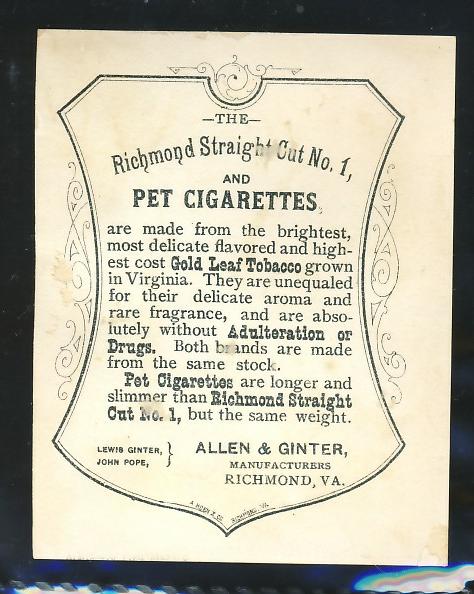 —THE—
Richmond Straight Cut No. 1,
AND
PET CIGARETTES
are made from the brightest,
most delicate flavored and high-
est cost Gold Leaf Tobacco grown
in Virginia. They are unequaled
for their delicate aroma and
rare fragrance, and are abso-
lutely without Adulteration or
Drugs. Both brands are made
from the same stock.
Pet Cigarettes are longer and
slimmer than Richmond Straight
Cut No. 1, but the same weight.
LEWIS GINTER, }
JOHN POPE,
ALLEN & GINTER,
MANUFACTURERS
RICHMOND, VA.
A. HOEN & CO. RICHMOND, VA.